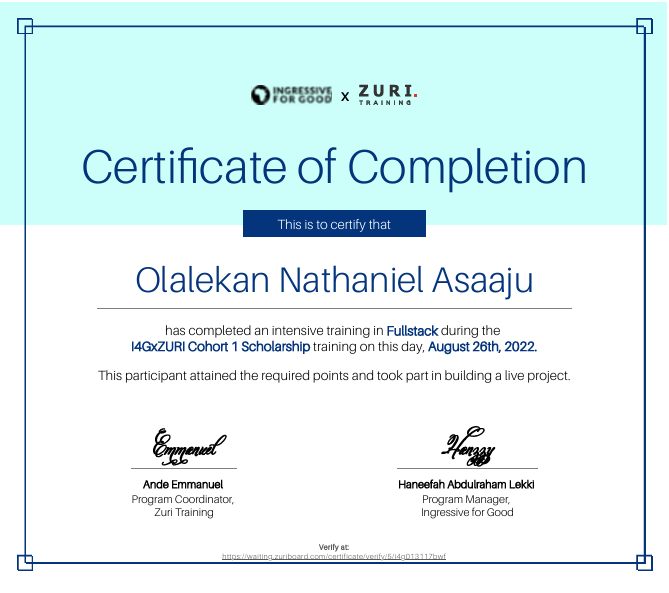 INGRESSIVE
FOR GOOD
x
ZURI.
TRAINING
Certificate of Completion
This is to certify that
Olalekan Nathaniel Asaaju
has completed an intensive training in Fullstack during the
I4GxZURI Cohort 1 Scholarship training on this day, August 26th, 2022.
This participant attained the required points and took part in building a live project.
Emmanuel
Ande Emmanuel
Program Coordinator,
Zuri Training
Hanzzy
Haneefah Abdulraham Lekki
Program Manager,
Ingressive for Good
Verify at:
https://waiting.zuriboard.com/certificate/verify/5/i4g013117bwf